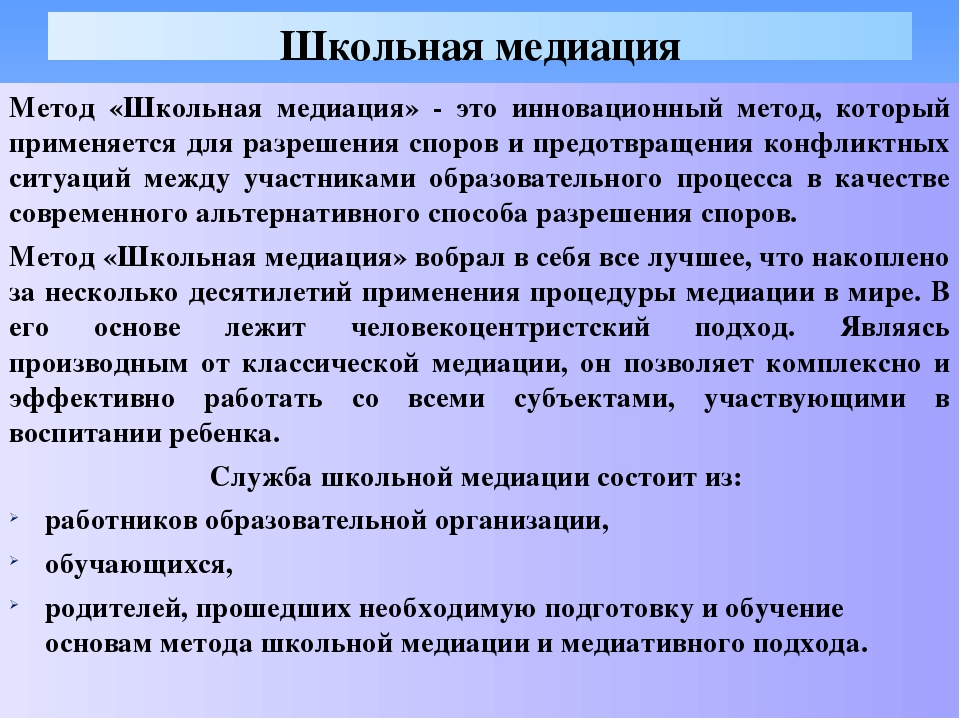 Школьная медиация
Метод «Школьная медиация» - это инновационный метод, который
применяется для разрешения споров и предотвращения конфликтных
ситуаций между участниками образовательного процесса в качестве
современного альтернативного способа разрешения споров.
Метод «Школьная медиация» вобрал в себя все лучшее, что накоплено
за несколько десятилетий применения процедуры медиации в мире. В
его основе лежит человекоцентристский подход. Являясь
производным от классической медиации, он позволяет комплексно и
эффективно работать со всеми субъектами, участвующими в
воспитании ребенка.
Служба школьной медиации состоит из:
работников образовательной организации,
обучающихся,
родителей, прошедших необходимую подготовку и обучение
основам метода школьной медиации и медиативного подхода.